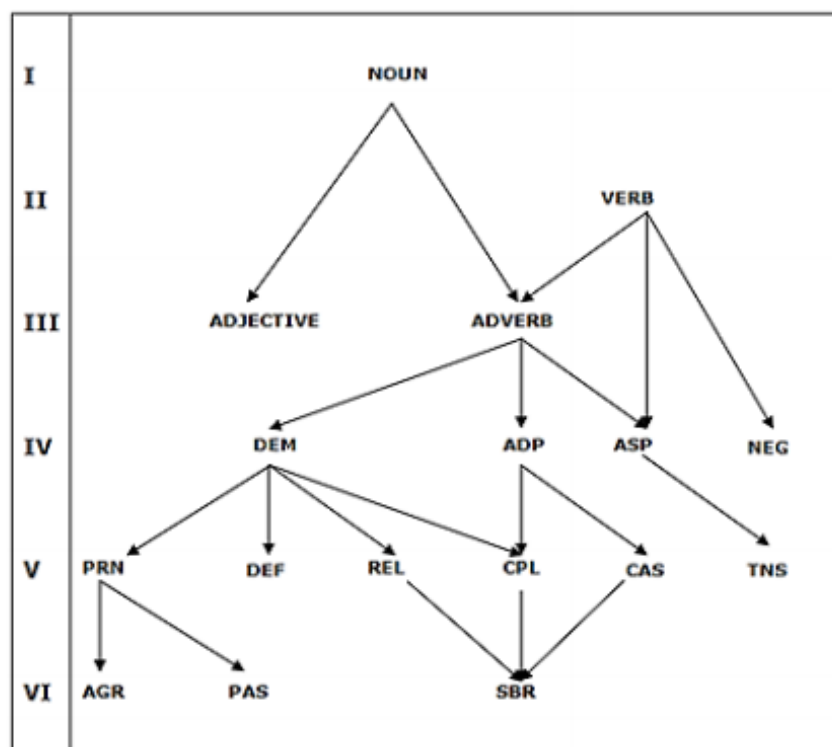 I NOUN
II VERB
III ADJECTIVE ADVERB
IV DEM ADP ASP NEG
V PRN DEF REL CPL CAS TNS
VI AGR PAS SBR